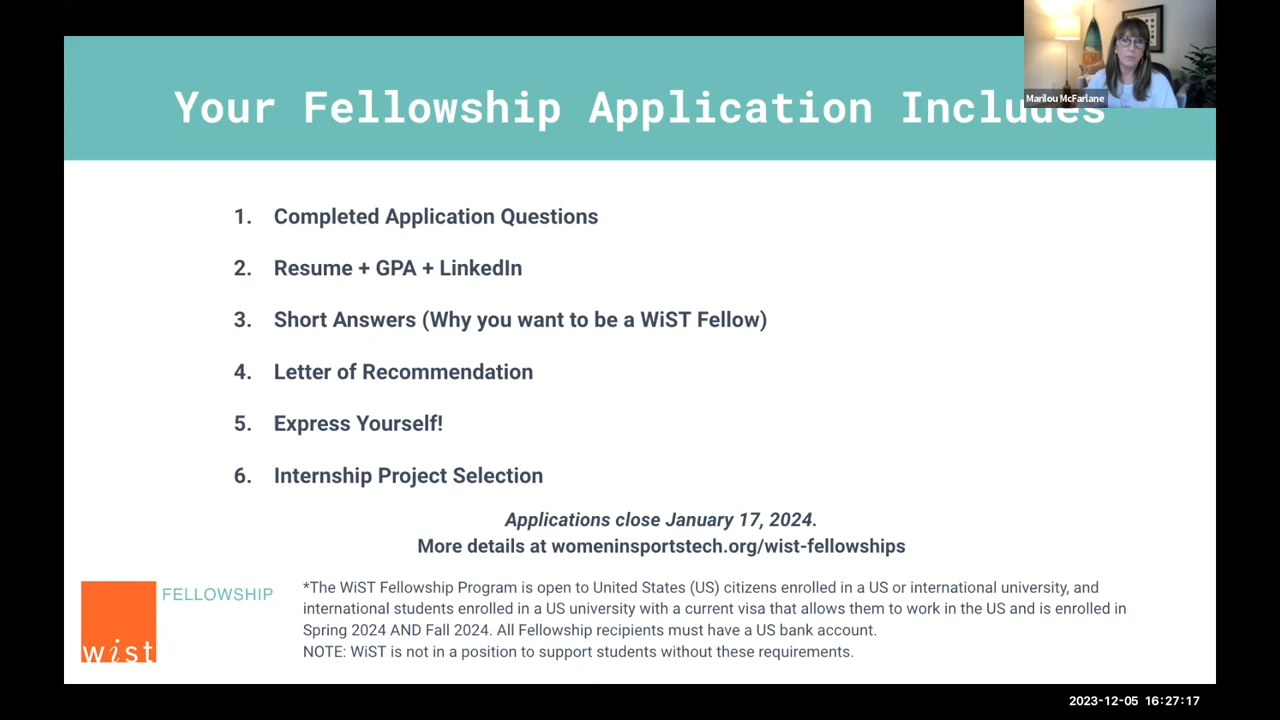 Your Fellowship Application Includes
Marilou McFarlane
1. Completed Application Questions
2. Resume + GPA + LinkedIn
3. Short Answers (Why you want to be a WiST Fellow)
4. Letter of Recommendation
5. Express Yourself!
6. Internship Project Selection
Applications close January 17, 2024.
More details at womeninsportstech.org/wist-fellowships
wist
FELLOWSHIP
*The WiST Fellowship Program is open to United States (US) citizens enrolled in a US or international university, and
international students enrolled in a US university with a current visa that allows them to work in the US and is enrolled in
Spring 2024 AND Fall 2024. All Fellowship recipients must have a US bank account.
NOTE: WiST is not in a position to support students without these requirements.
2023-12-05 16:27:17